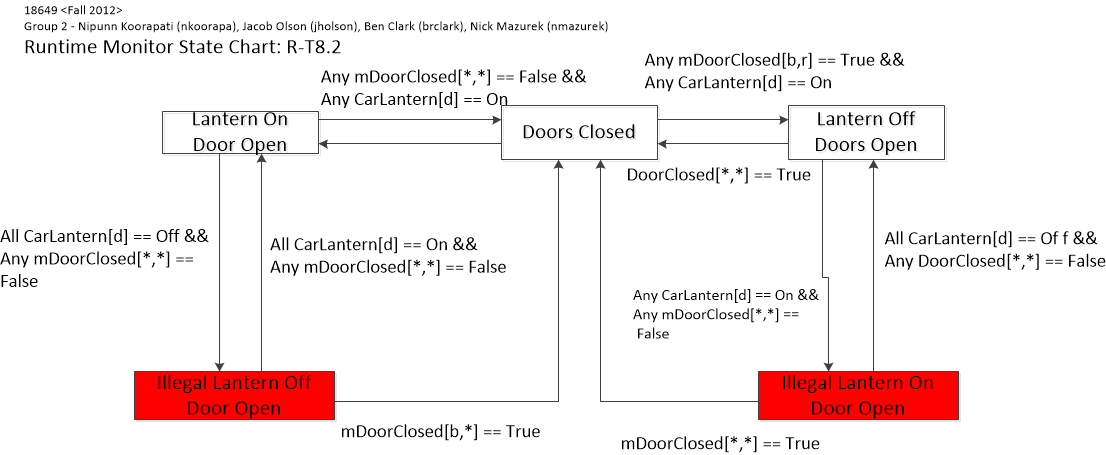 18649 <Fall 2012>
Group 2 - Nipunn Koorapati (nkoorapa), Jacob Olson (jholson), Ben Clark (brclark), Nick Mazurek (nmazurek)
Runtime Monitor State Chart: R-T8.2
Any mDoorClosed[*,*] == False &&
Any CarLantern[d] == On
Any mDoorClosed[b,r] == True &&
Any CarLantern[d] == On
Lantern On
Door Open
Doors Closed
Lantern Off
Doors Open
DoorClosed[*,*] == True
All CarLantern[d] == Off &&
Any mDoorClosed[*,*] ==
False
All CarLantern[d] == On &&
Any mDoorClosed[*,*] == False
Any CarLantern[d] == On &&
Any mDoorClosed[*,*] ==
False
All CarLantern[d] == Of f &&
Any DoorClosed[*,*] == False
Illegal Lantern Off
Door Open
Illegal Lantern On
Door Open
mDoorClosed[b,*] == True
mDoorClosed[*,*] == True